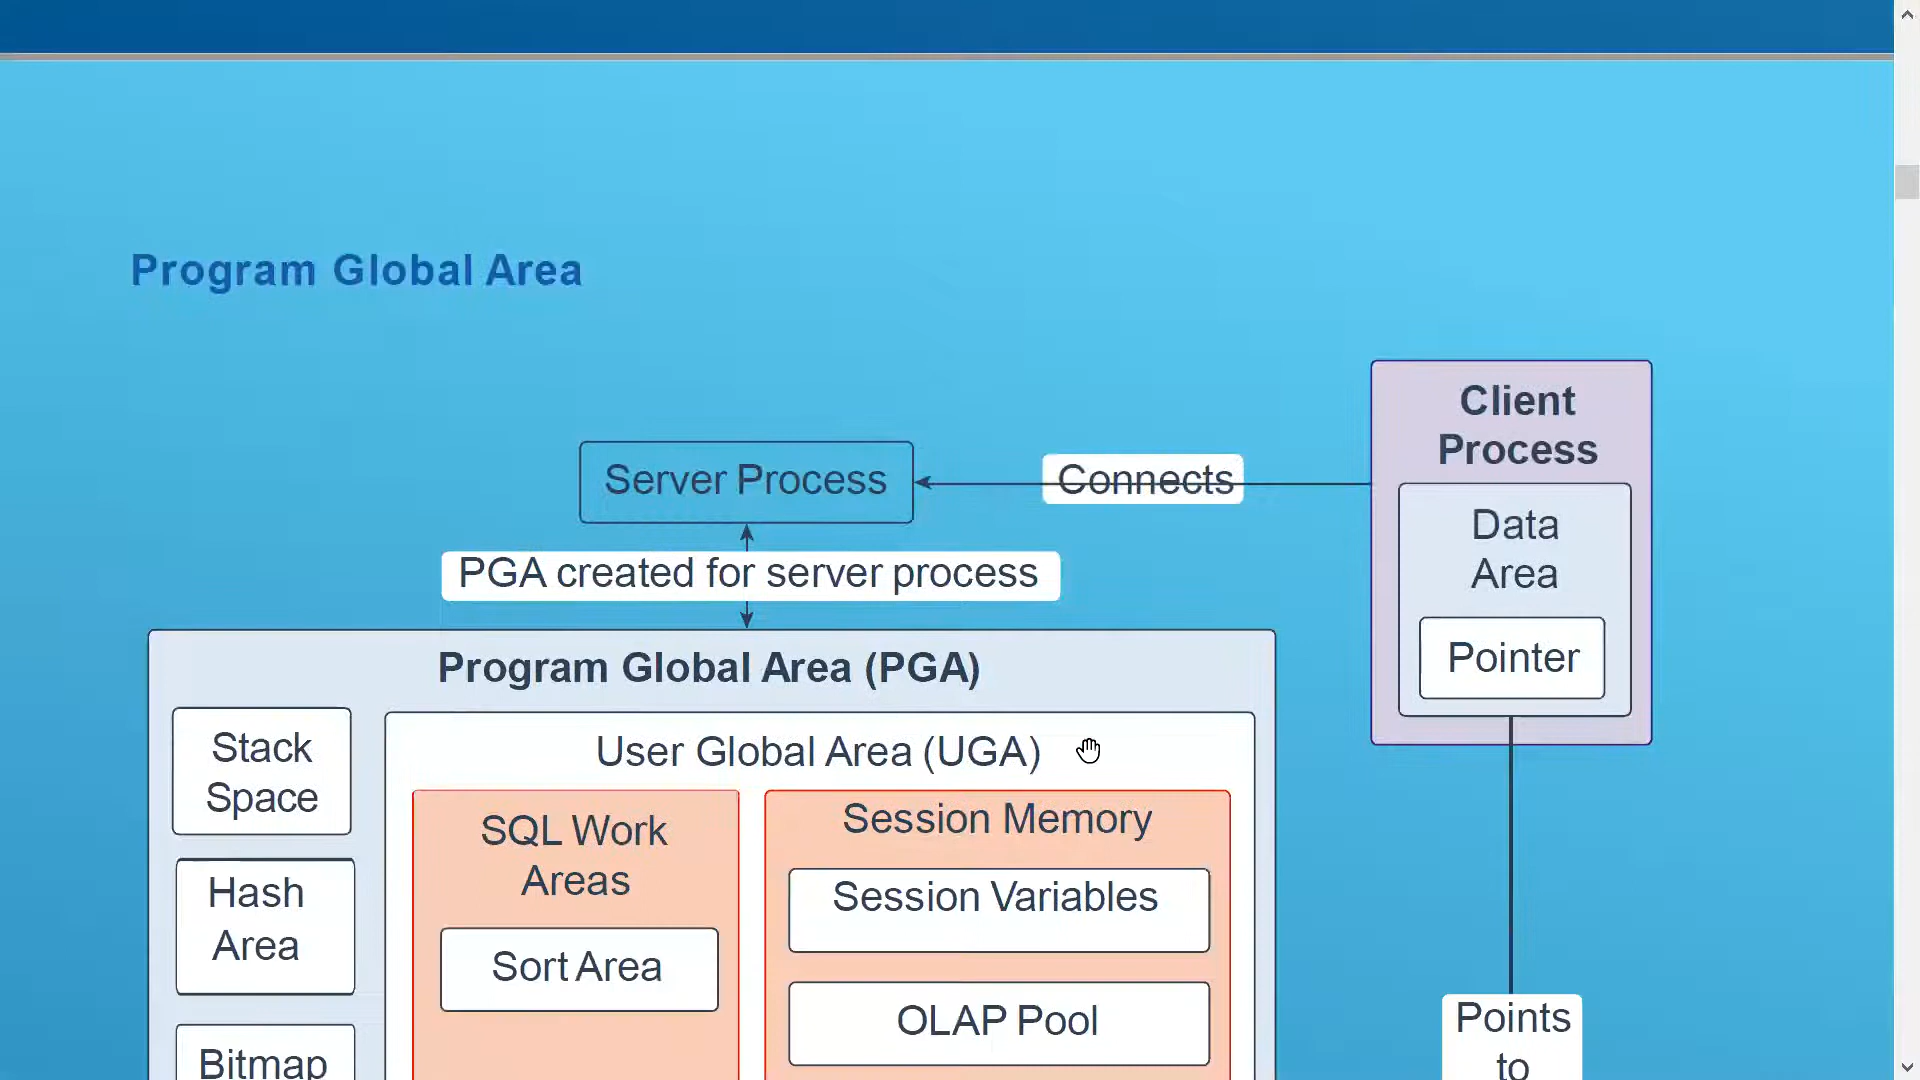 Program Global Area
Client
Process
Server Process
Connects
Data
Area
PGA created for server process
Pointer
Program Global Area (PGA)
Stack
Space
User Global Area (UGA)
SQL Work
Areas
Session Memory
Hash
Area
Session Variables
Sort Area
OLAP Pool
Bitmap
Points
to